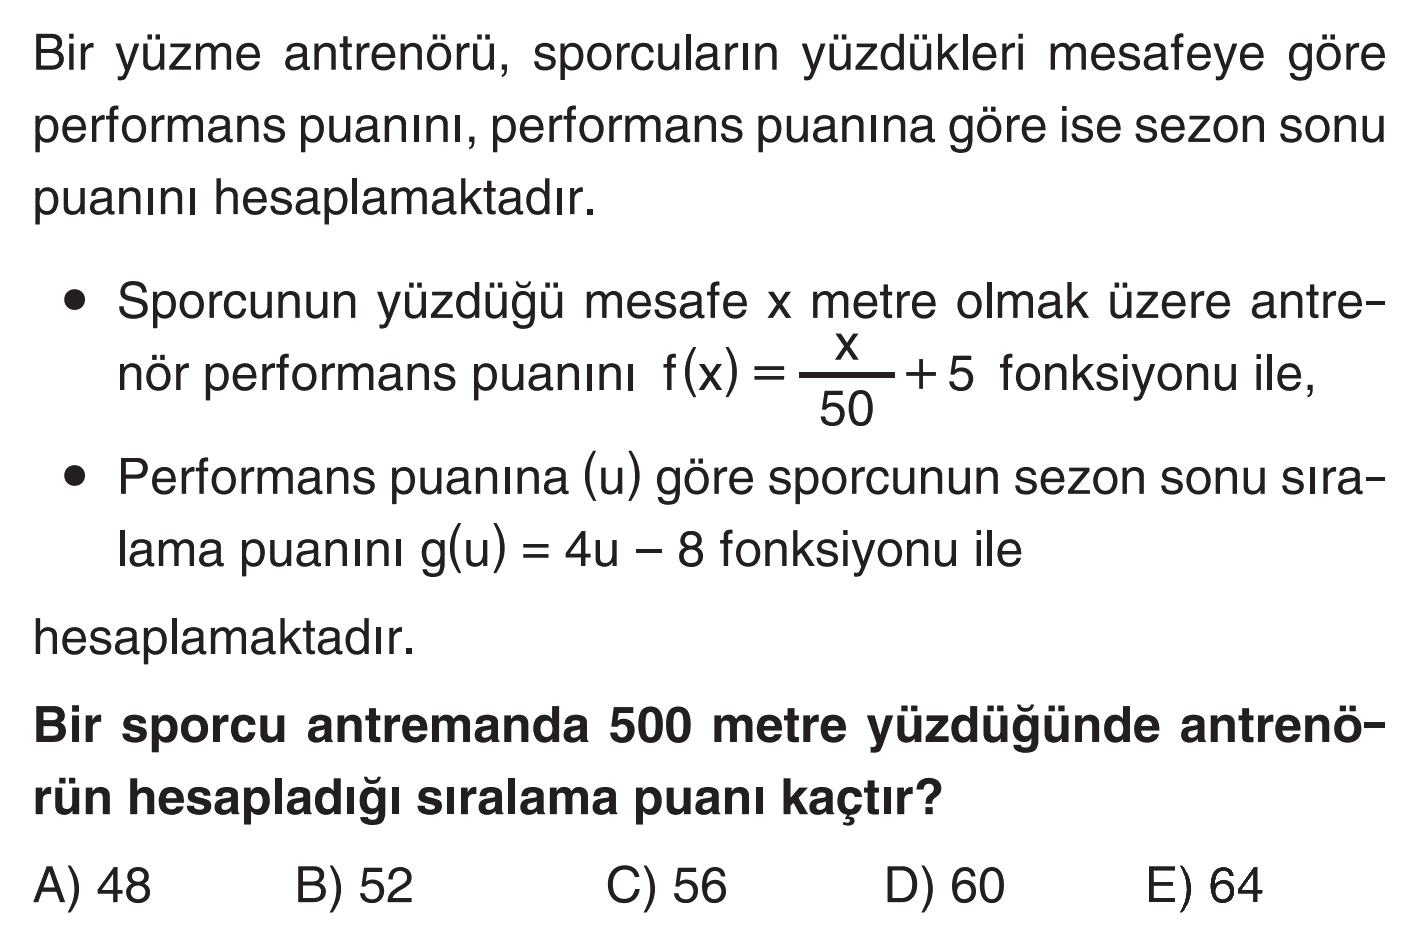 Bir yüzme antrenörü, sporcuların yüzdükleri mesafeye göre
performans puanını, performans puanına göre ise sezon sonu
puanını hesaplamaktadır.
• Sporcunun yüzdüğü mesafe x metre olmak üzere antre–
nör performans puanını f(x) = x/50 + 5 fonksiyonu ile,
• Performans puanına (u) göre sporcunun sezon sonu sıra–
lama puanını g(u) = 4u – 8 fonksiyonu ile
hesaplamaktadır.
Bir sporcu antremanda 500 metre yüzdüğünde antrenö–
rün hesapladığı sıralama puanı kaçtır?
A) 48 B) 52 C) 56 D) 60 E) 64